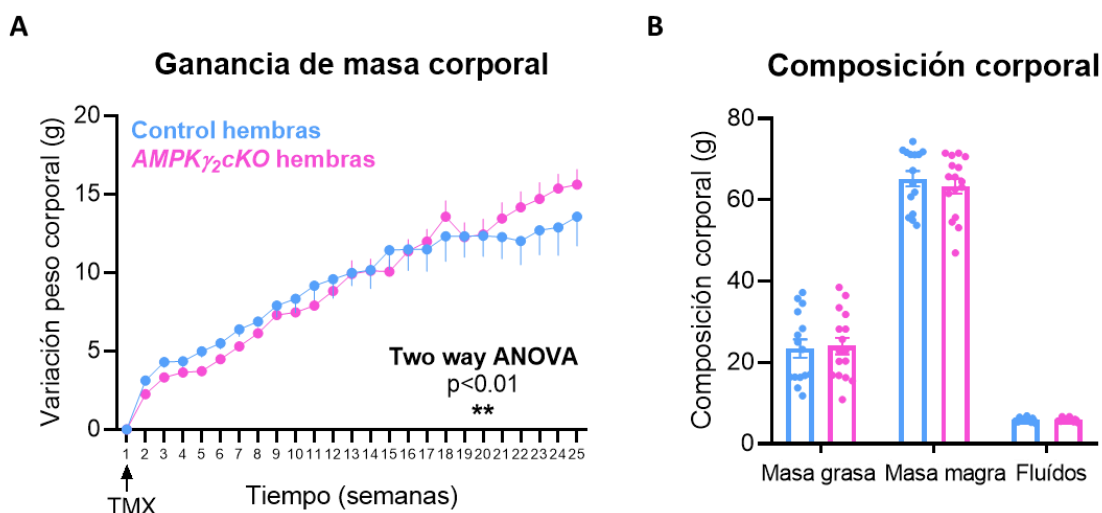 A
Ganancia de masa corporal
Variación peso corporal (g)
20
15
10
5
0
Control hembras
AMPKγ₂cKO hembras
Two way ANOVA
p<0.01
**
1 2 3 4 5 6 7 8 9 10 11 12 13 14 15 16 17 18 19 20 21 22 23 24 25
TMX
Tiempo (semanas)
B
Composición corporal
Composición corporal (g)
80
60
40
20
0
Masa grasa Masa magra Fluídos